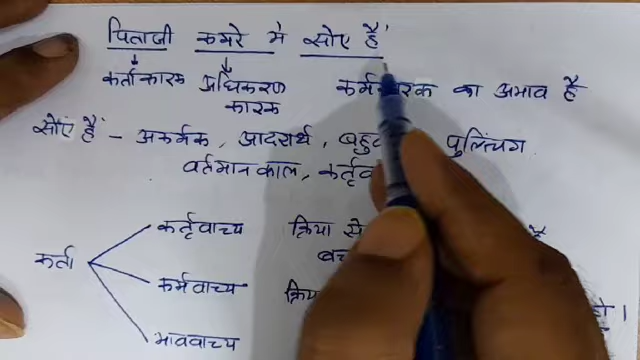 पिताजी कमरे मे सोए हैं'
कर्ताकारक अधिकरण कारक
कर्मकारक का अभाव है
सोए हैं - अकर्मक, आदरार्थ, पुल्लिंग
वर्तमान काल,
कर्ता
कर्तृवाच्य क्रिया से
कर्मवाच्य
भाववाच्य